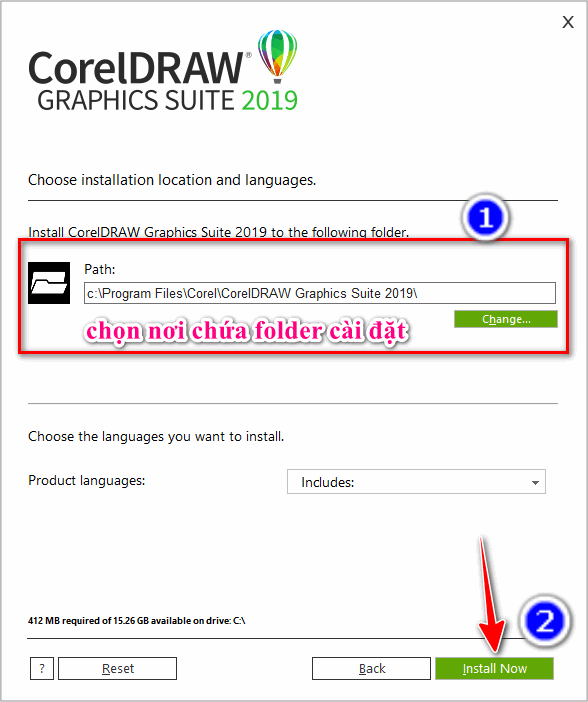 X
CorelDRAW®
GRAPHICS SUITE 2019
Choose installation location and languages.
1
Install CorelDRAW Graphics Suite 2019 to the following folder.
Path:
c:\Program Files\Corel\CorelDRAW Graphics Suite 2019\
chọn nơi chứa folder cài đặt
Change...
Choose the languages you want to install.
Product languages:
Includes:
412 MB required of 15.26 GB available on drive: C:\
2
?
Reset
Back
Install Now